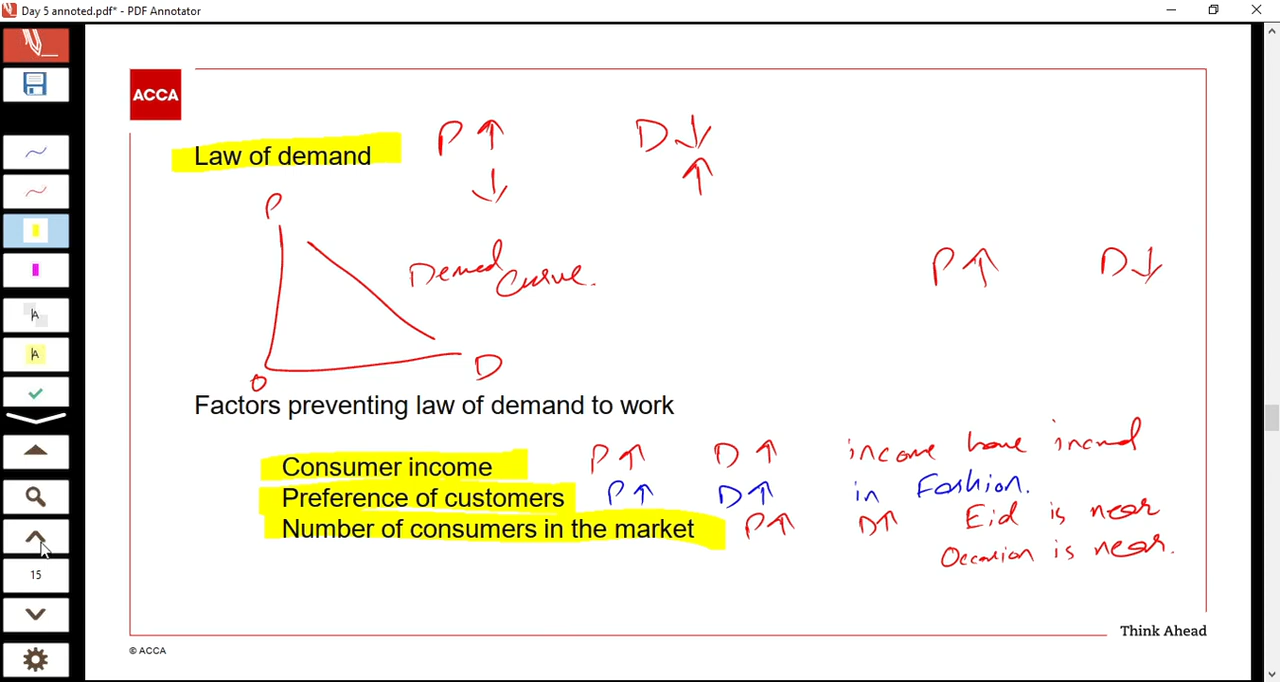 Day 5 annoted.pdf* - PDF Annotator
ACCA
Law of demand P↑ D↓
↓ ↑
P
Demed Curve.
P↑ D↓
O D
Factors preventing law of demand to work
Consumer income P↑ D↑ income have
Preference of customers P↑ D↑ in Fashion.
Number of consumers in the market P↑ D↑ Eid is near
Occasion is near.
15
Think Ahead
© ACCA